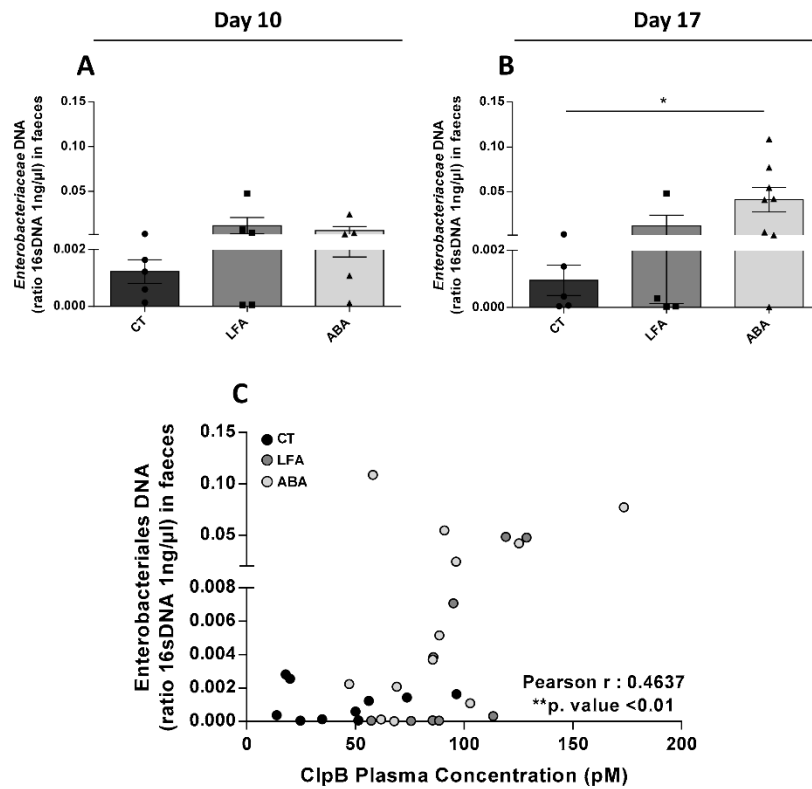 Day 10
Day 17
A
Enterobacteriaceae DNA
(ratio 16sDNA 1ng/µl) in faeces
0.15
0.05
0.002
0.000
CT
LFA
ABA
B
Enterobacteriaceae DNA
(ratio 16sDNA 1ng/µl) in faeces
0.15
0.05
0.002
0.000
*
CT
LFA
ABA
C
Enterobacteriales DNA
(ratio 16sDNA 1ng/µl) in faeces
0.15
0.10
0.05
0.008
0.006
0.004
0.002
0.000
CT
LFA
ABA
Pearson r : 0.4637
**p. value <0.01
0
50
100
150
200
ClpB Plasma Concentration (pM)